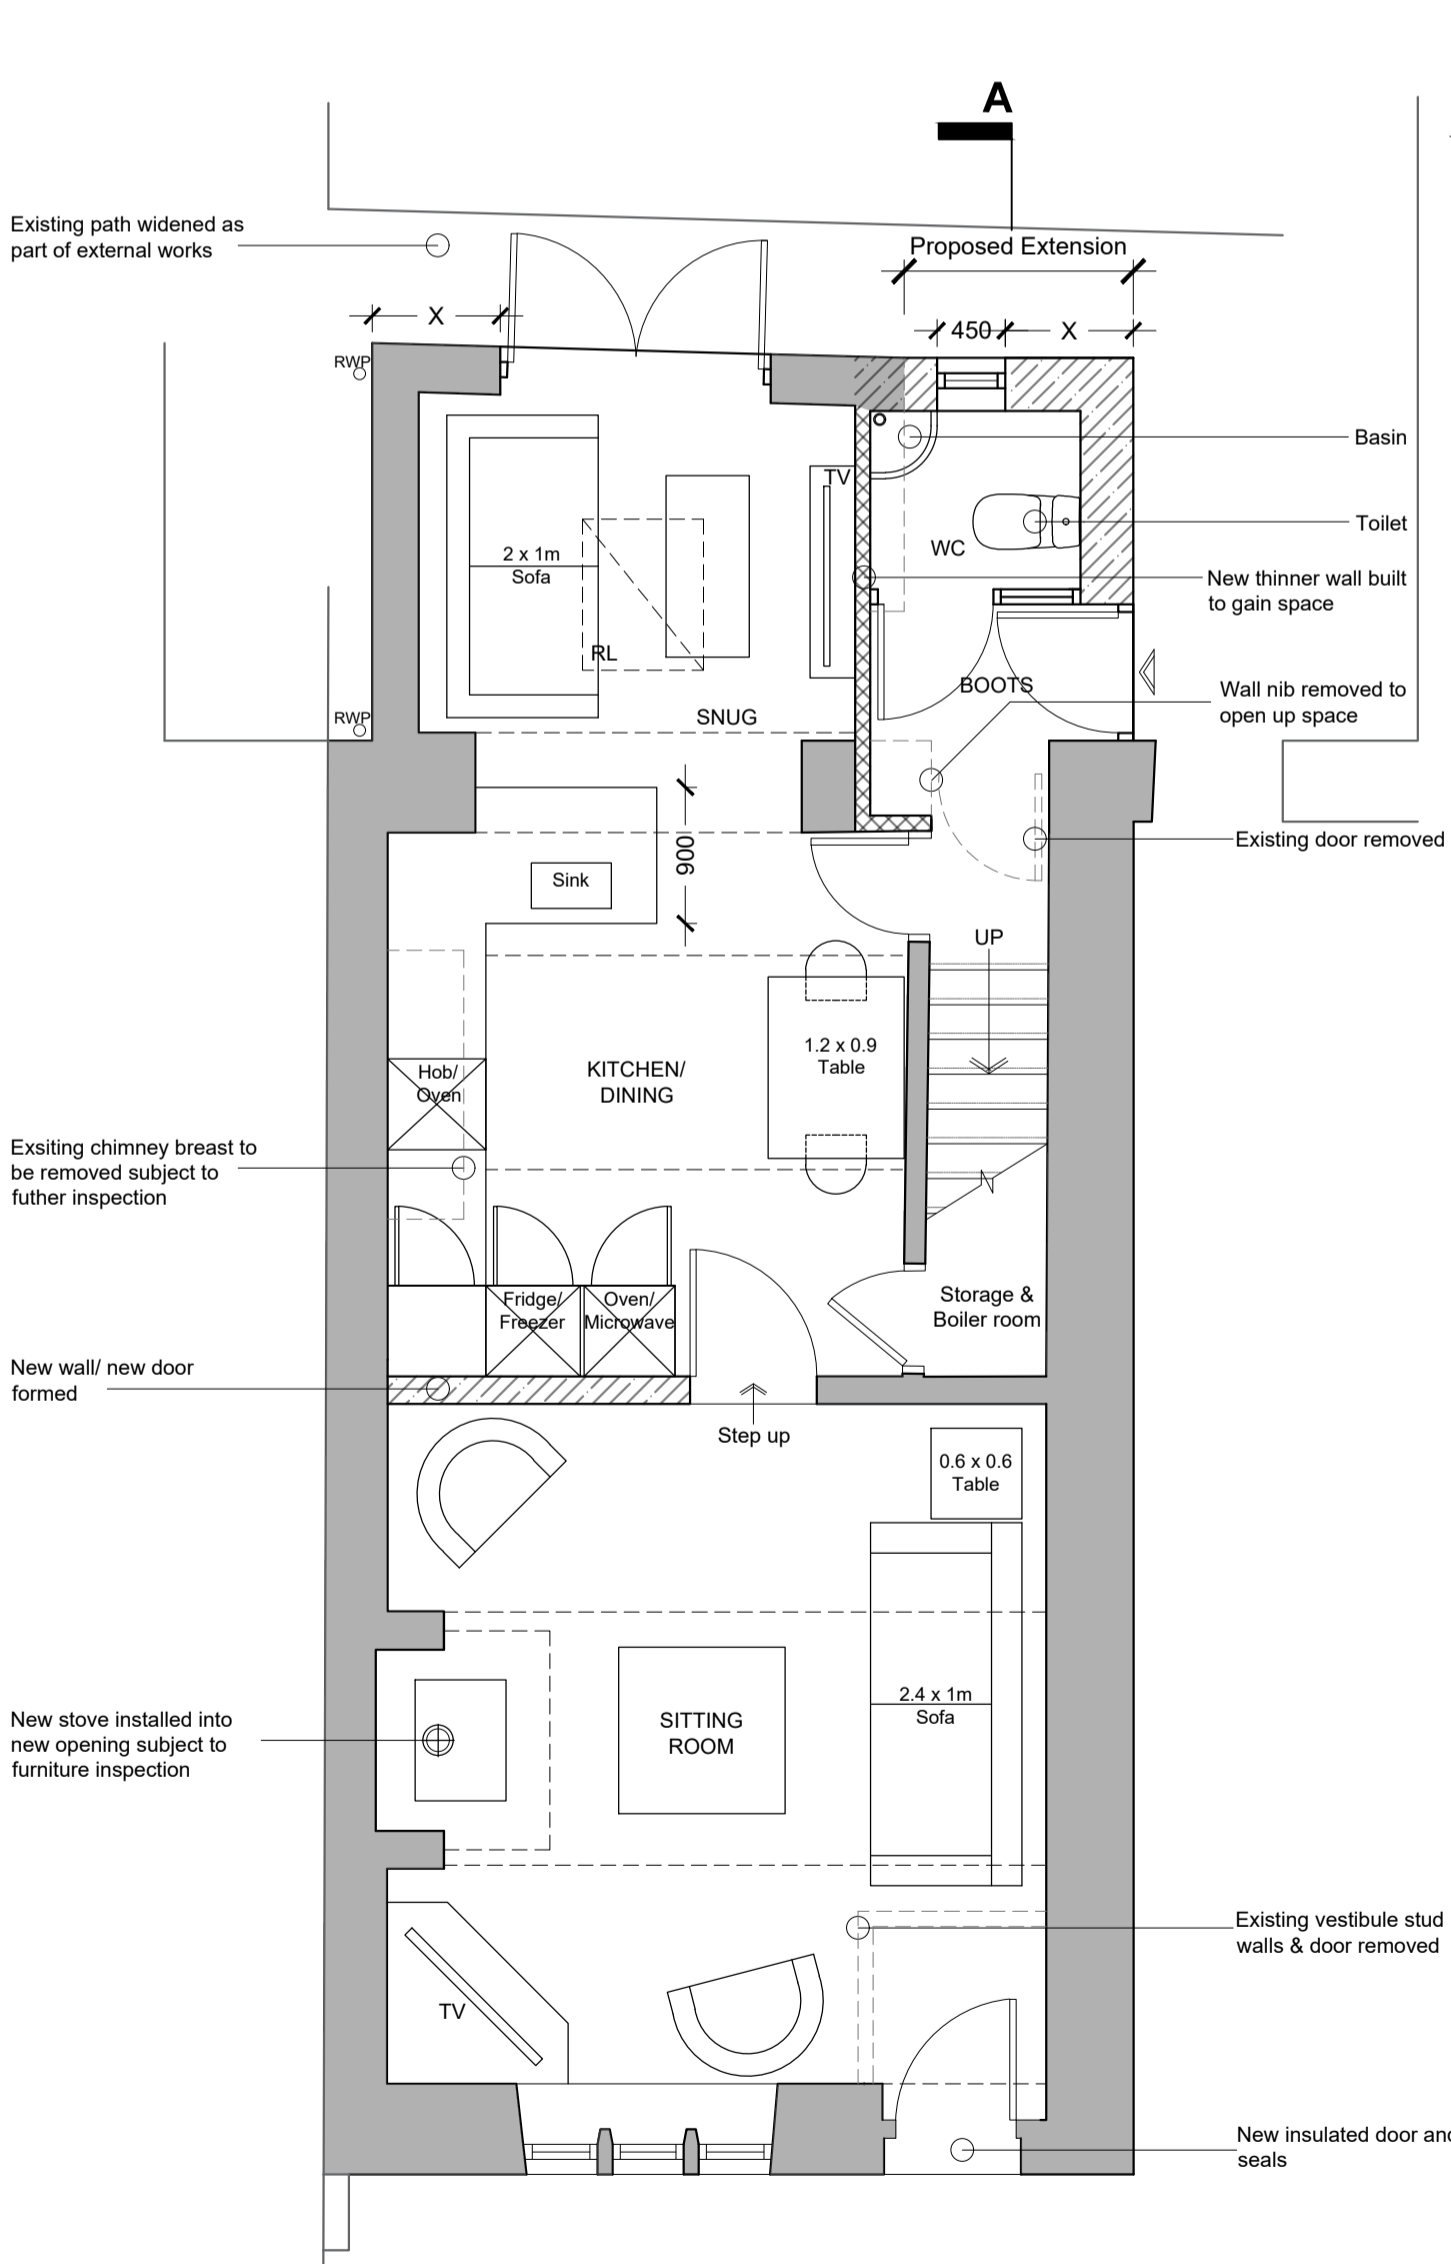 A
Existing path widened as
part of external works
Proposed Extension
X
450
X
RWP
Basin
TV
Toilet
2 x 1m
Sofa
WC
New thinner wall built
to gain space
RL
BOOTS
Wall nib removed to
open up space
RWP
SNUG
900
Sink
Existing door removed
UP
1.2 x 0.9
Table
KITCHEN/
DINING
Hob/
Oven
Exsiting chimney breast to
be removed subject to
futher inspection
Fridge/
Freezer
Oven/
Microwave
Storage &
Boiler room
New wall/ new door
formed
Step up
0.6 x 0.6
Table
2.4 x 1m
Sofa
SITTING
ROOM
New stove installed into
new opening subject to
furniture inspection
Existing vestibule stud
walls & door removed
TV
New insulated door and
seals